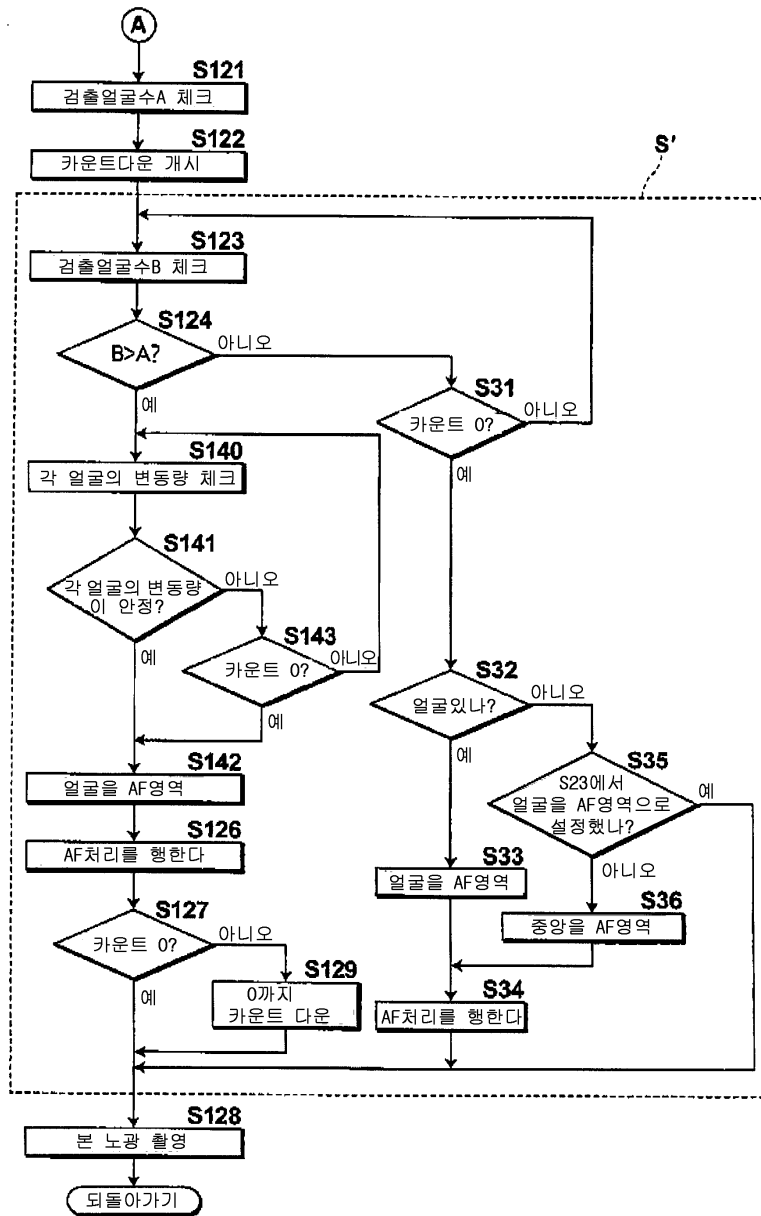 A
S121
검출얼굴수A 체크
S122
카운트다운 개시
S'
S123
검출얼굴수B 체크
S124
B>A?
아니오
예
S31
카운트 0?
아니오
예
S140
각 얼굴의 변동량 체크
S141
각 얼굴의 변동량
이 안정?
아니오
예
S143
카운트 0?
아니오
예
S32
얼굴있나?
아니오
예
S35
S23에서
얼굴을 AF영역으로
설정했나?
예
아니오
S142
얼굴을 AF영역
S126
AF처리를 행한다
S33
얼굴을 AF영역
S36
중앙을 AF영역
S127
카운트 0?
아니오
예
S129
0까지
카운트 다운
S34
AF처리를 행한다
S128
본 노광 촬영
되돌아가기